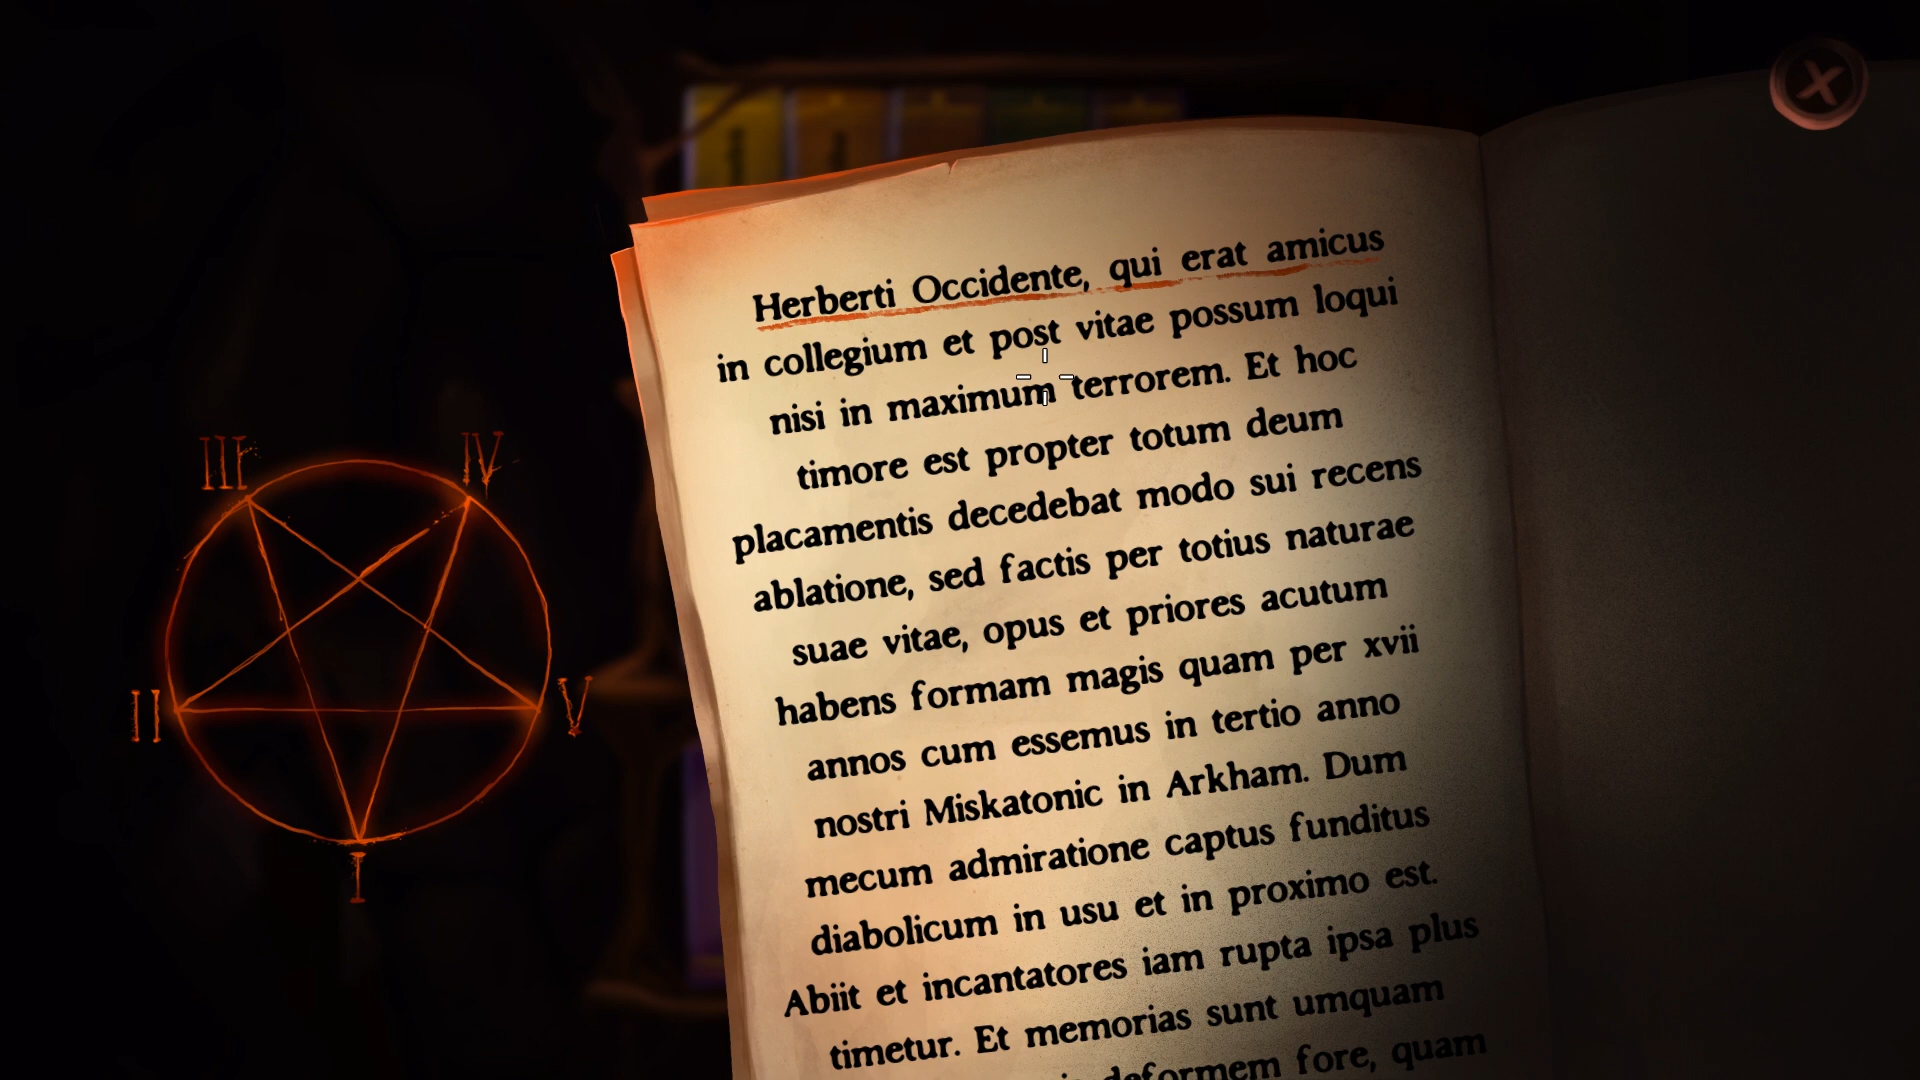 Herberti Occidente, qui erat amicus
in collegium et post vitae possum loqui
nisi in maximum terrorem. Et hoc
timore est propter totum deum
placamentis decedebat modo sui recens
ablatione, sed factis per totius naturae
suae vitae, opus et priores acutum
habens formam magis quam per xvii
annos cum essemus in tertio anno
nostri Miskatonic in Arkham. Dum
mecum admiratione captus funditus
diabolicum in usu et in proximo est.
Abiit et incantatores iam rupta ipsa plus
timetur. Et memorias sunt umquam
deformem fore, quam
III
IV
II
V
I
X